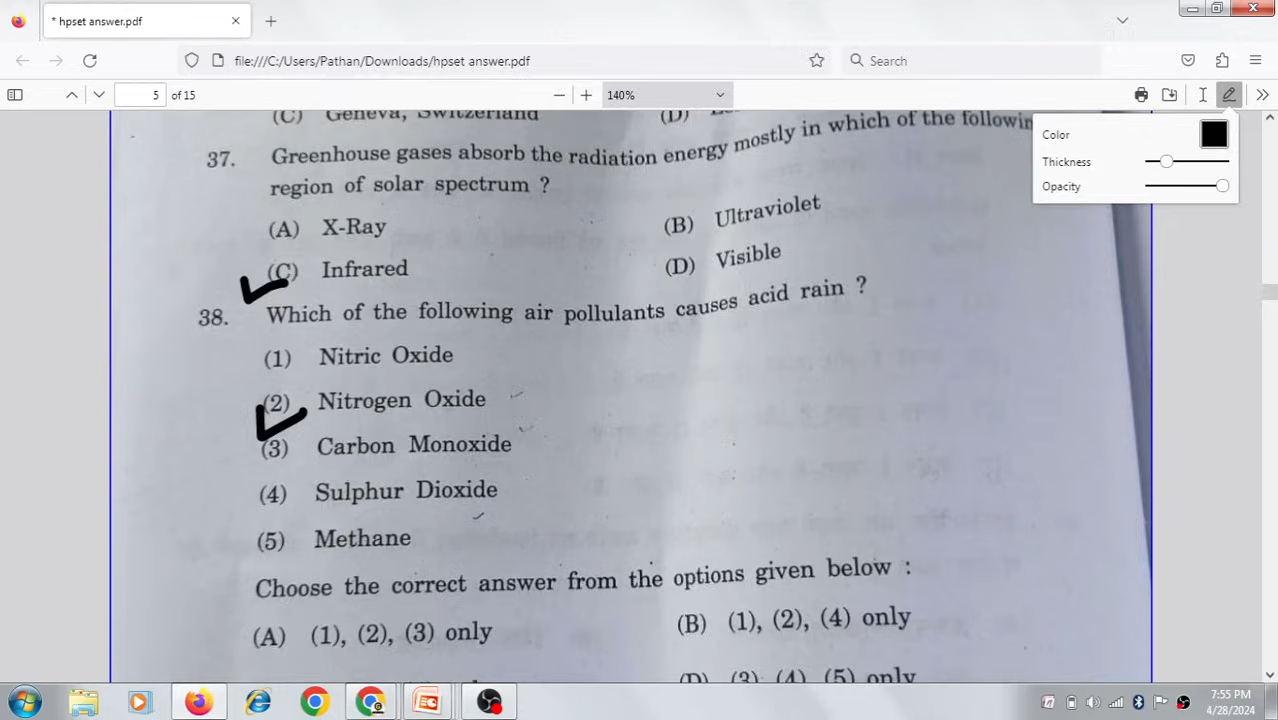 * hpset answer.pdf
file:///C:/Users/Pathan/Downloads/hpset answer.pdf
Search
5 of 15
140%
Color
Thickness
Opacity
(C) Geneva, Switzerland (D)
37. Greenhouse gases absorb the radiation energy mostly in which of the
region of solar spectrum ?
(A) X-Ray (B) Ultraviolet
(C) Infrared (D) Visible
38. Which of the following air pollulants causes acid rain ?
(1) Nitric Oxide
(2) Nitrogen Oxide
(3) Carbon Monoxide
(4) Sulphur Dioxide
(5) Methane
Choose the correct answer from the options given below :
(A) (1), (2), (3) only (B) (1), (2), (4) only
(D) (3), (4), (5) only
7:55 PM
4/28/2024